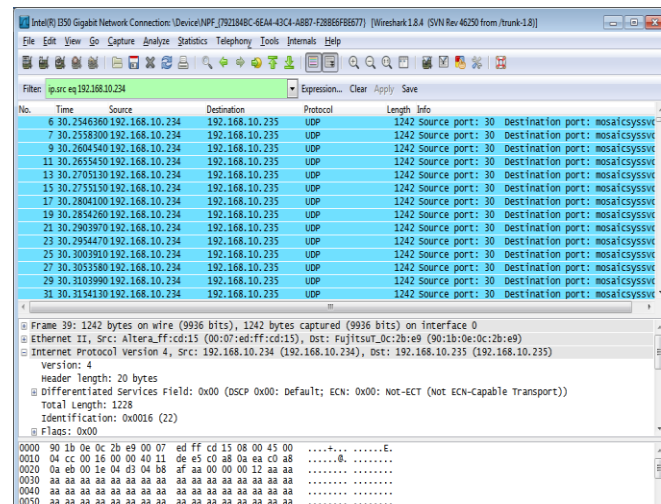 Intel(R) I350 Gigabit Network Connection: \Device\NPF_{792184BC-6EA4-43C4-ABB7-F28BE6FBE677} [Wireshark 1.8.4 (SVN Rev 46250 from /trunk-1.8)]
File Edit View Go Capture Analyze Statistics Telephony Tools Internals Help
Filter: ip.src eq 192.168.10.234 Expression... Clear Apply Save
No. Time Source Destination Protocol Length Info
6 30.2546360 192.168.10.234 192.168.10.235 UDP 1242 Source port: 30 Destination port: mosaicsyssvc
7 30.2558300 192.168.10.234 192.168.10.235 UDP 1242 Source port: 30 Destination port: mosaicsyssvc
9 30.2604540 192.168.10.234 192.168.10.235 UDP 1242 Source port: 30 Destination port: mosaicsyssvc
11 30.2655450 192.168.10.234 192.168.10.235 UDP 1242 Source port: 30 Destination port: mosaicsyssvc
13 30.2705130 192.168.10.234 192.168.10.235 UDP 1242 Source port: 30 Destination port: mosaicsyssvc
15 30.2755150 192.168.10.234 192.168.10.235 UDP 1242 Source port: 30 Destination port: mosaicsyssvc
17 30.2804100 192.168.10.234 192.168.10.235 UDP 1242 Source port: 30 Destination port: mosaicsyssvc
19 30.2854260 192.168.10.234 192.168.10.235 UDP 1242 Source port: 30 Destination port: mosaicsyssvc
21 30.2903970 192.168.10.234 192.168.10.235 UDP 1242 Source port: 30 Destination port: mosaicsyssvc
23 30.2954470 192.168.10.234 192.168.10.235 UDP 1242 Source port: 30 Destination port: mosaicsyssvc
25 30.3003910 192.168.10.234 192.168.10.235 UDP 1242 Source port: 30 Destination port: mosaicsyssvc
27 30.3053580 192.168.10.234 192.168.10.235 UDP 1242 Source port: 30 Destination port: mosaicsyssvc
29 30.3103990 192.168.10.234 192.168.10.235 UDP 1242 Source port: 30 Destination port: mosaicsyssvc
31 30.3154130 192.168.10.234 192.168.10.235 UDP 1242 Source port: 30 Destination port: mosaicsyssvc
Frame 39: 1242 bytes on wire (9936 bits), 1242 bytes captured (9936 bits) on interface 0
Ethernet II, Src: Altera_ff:cd:15 (00:07:ed:ff:cd:15), Dst: FujitsuT_0c:2b:e9 (90:1b:0e:0c:2b:e9)
Internet Protocol Version 4, Src: 192.168.10.234 (192.168.10.234), Dst: 192.168.10.235 (192.168.10.235)
Version: 4
Header length: 20 bytes
Differentiated Services Field: 0x00 (DSCP 0x00: Default; ECN: 0x00: Not-ECT (Not ECN-Capable Transport))
Total Length: 1228
Identification: 0x0016 (22)
Flags: 0x00
0000 90 1b 0e 0c 2b e9 00 07 ed ff cd 15 08 00 45 00 ....+... ......E.
0010 04 cc 00 16 00 00 40 11 de e5 c0 a8 0a ea c0 a8 ......@. ........
0020 0a eb 00 1e 04 d3 04 b8 af aa 00 00 00 12 aa aa ........ ........
0030 aa aa aa aa aa aa aa aa aa aa aa aa aa aa aa aa ........ ........
0040 aa aa aa aa aa aa aa aa aa aa aa aa aa aa aa aa ........ ........
0050 aa aa aa aa aa aa aa aa aa aa aa aa aa aa aa aa ........ ........